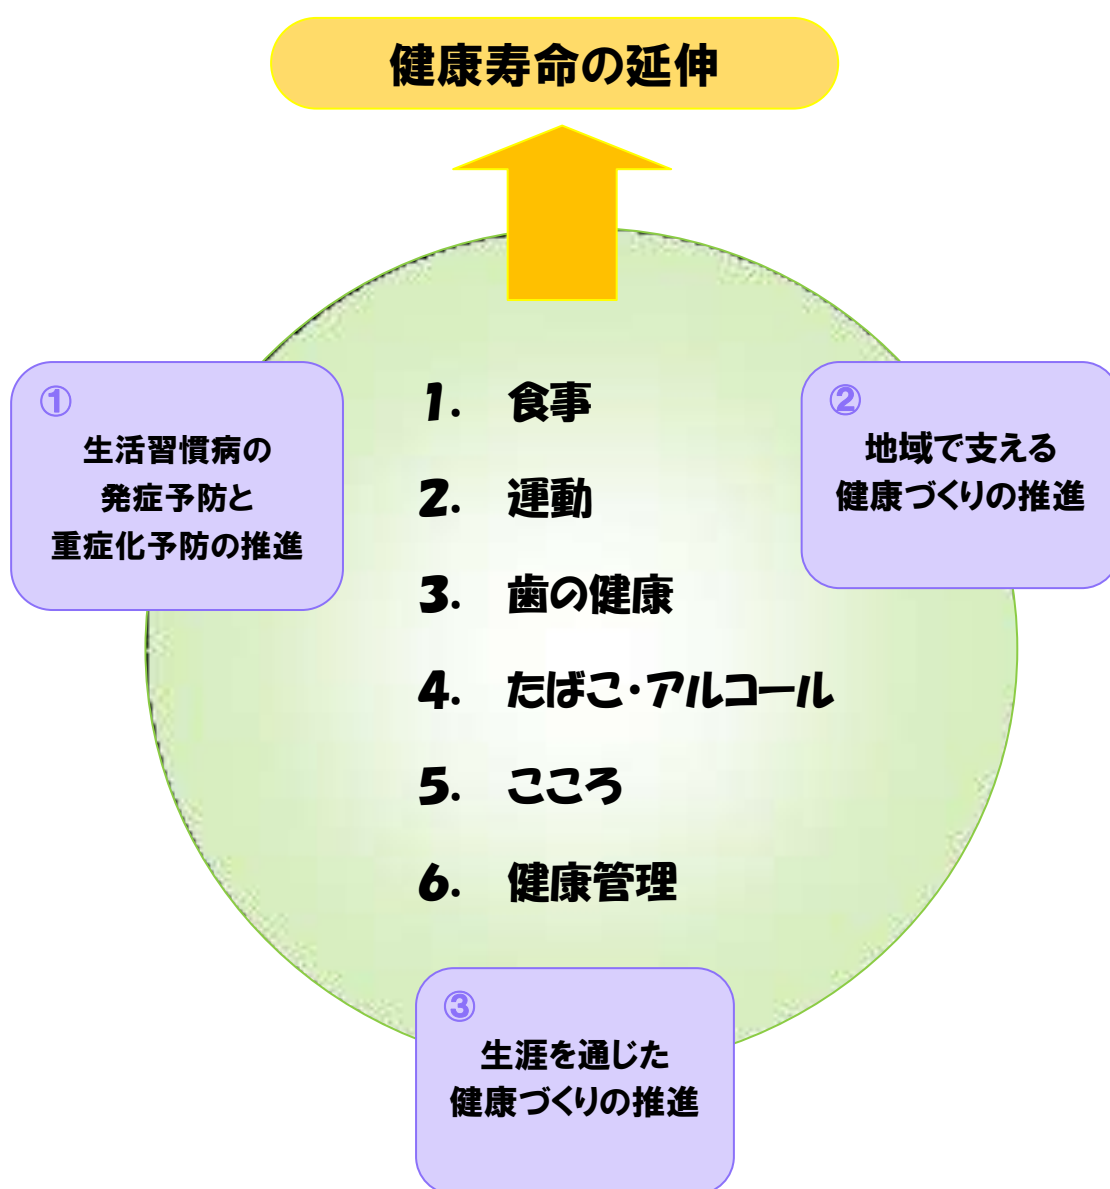 健康寿命の延伸
①
生活習慣病の
発症予防と
重症化予防の推進
②
地域で支える
健康づくりの推進
1. 食事
2. 運動
3. 歯の健康
4. たばこ・アルコール
5. こころ
6. 健康管理
③
生涯を通じた
健康づくりの推進